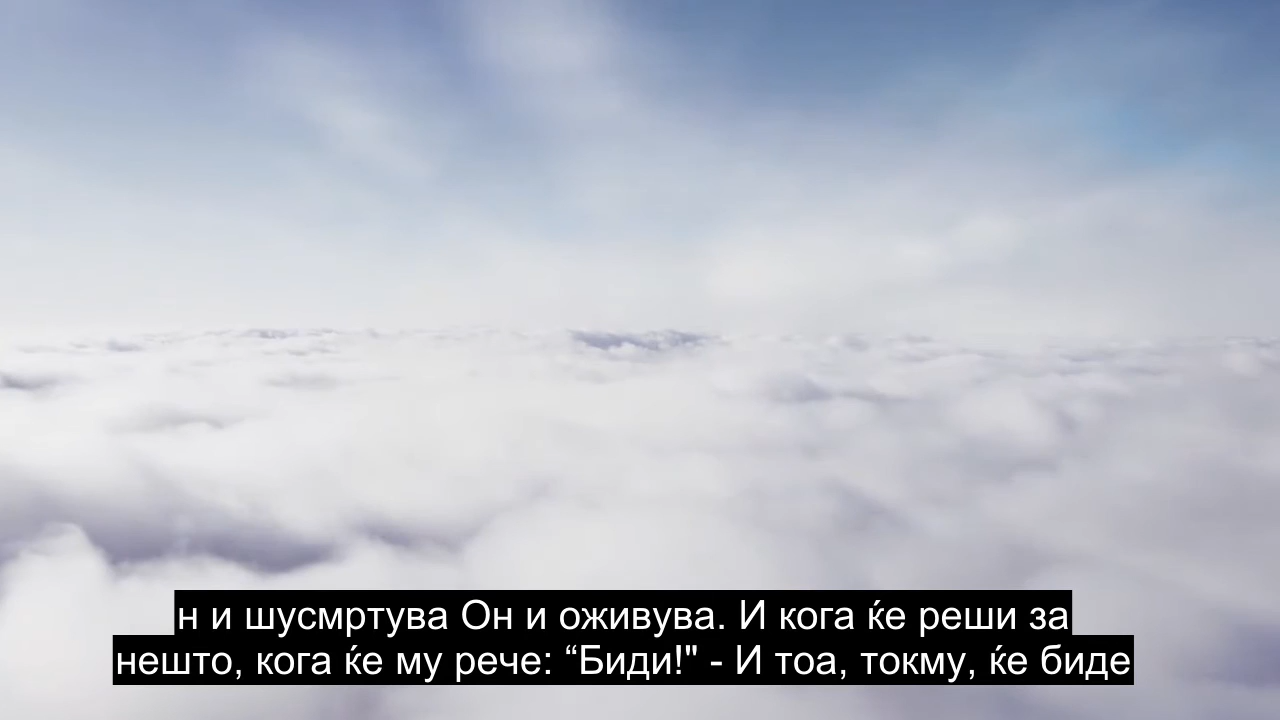 н и шусмртува Он и оживува. И кога ќе реши за
нешто, кога ќе му рече: “Биди!" - И тоа, токму, ќе биде